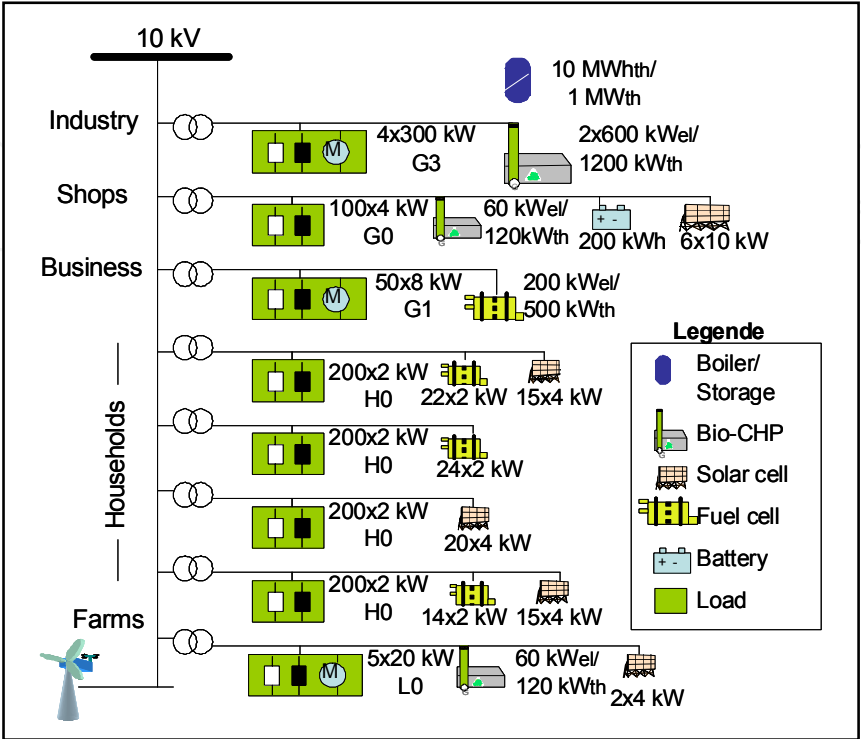 10 kV
10 MWhth/
1 MWth
Industry
4x300 kW
G3
M
2x600 kWel/
1200 kWth
G
Shops
100x4 kW
G0
60 kWel/
120kWth
G
+ -
200 kWh
6x10 kW
Business
50x8 kW
G1
M
200 kWel/
500 kWth
Households
200x2 kW
H0
22x2 kW
15x4 kW
200x2 kW
H0
24x2 kW
200x2 kW
H0
20x4 kW
200x2 kW
H0
14x2 kW
15x4 kW
Farms
5x20 kW
L0
M
60 kWel/
120 kWth
G
2x4 kW
Legende
Boiler/
Storage
Bio-CHP
G
Solar cell
Fuel cell
+ -
Battery
Load